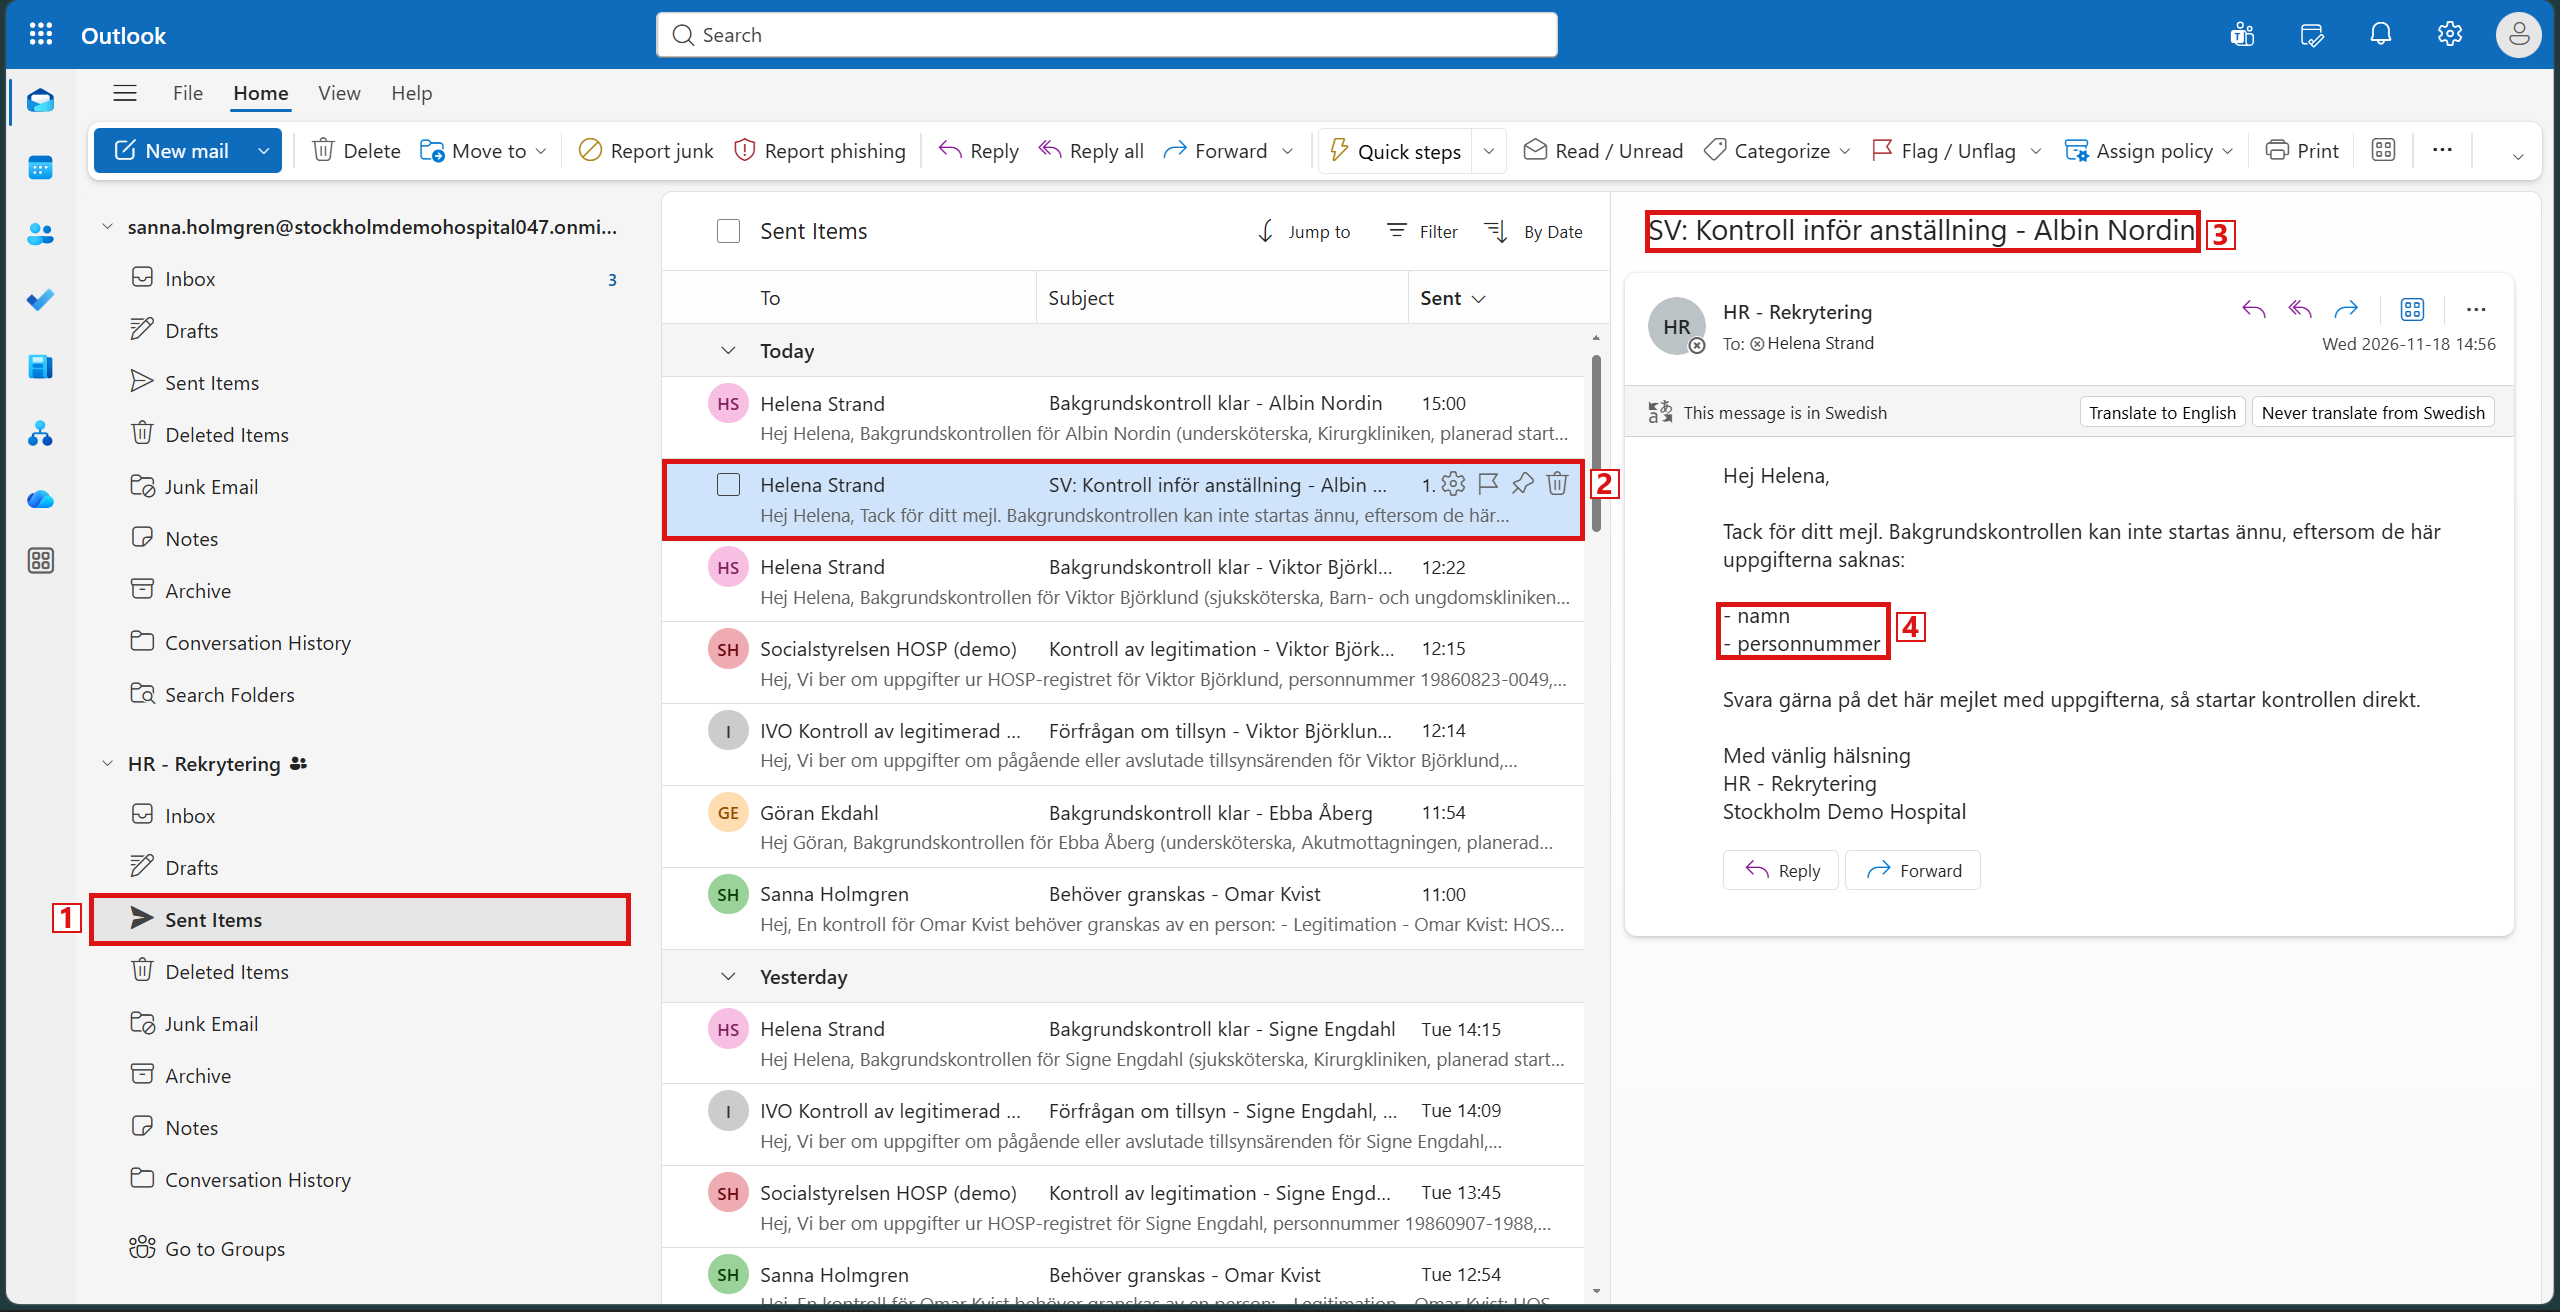 Outlook
Search
File Home View Help
New mail Delete Move to Report junk Report phishing Reply Reply all Forward Quick steps Read / Unread Categorize Flag / Unflag Assign policy Print
sanna.holmgren@stockholmdemohospital047.onmi...
Inbox 3
Drafts
Sent Items
Deleted Items
Junk Email
Notes
Archive
Conversation History
Search Folders
HR - Rekrytering
Inbox
Drafts
1 Sent Items
Deleted Items
Junk Email
Archive
Notes
Conversation History
Go to Groups
Sent Items Jump to Filter By Date
To Subject Sent
Today
HS Helena Strand Bakgrundskontroll klar - Albin Nordin 15:00
Hej Helena, Bakgrundskontrollen för Albin Nordin (undersköterska, Kirurgkliniken, planerad start...
Helena Strand SV: Kontroll inför anställning - Albin ... 1. 2
Hej Helena, Tack för ditt mejl. Bakgrundskontrollen kan inte startas ännu, eftersom de här...
HS Helena Strand Bakgrundskontroll klar - Viktor Björkl... 12:22
Hej Helena, Bakgrundskontrollen för Viktor Björklund (sjuksköterska, Barn- och ungdomskliniken...
SH Socialstyrelsen HOSP (demo) Kontroll av legitimation - Viktor Björk... 12:15
Hej, Vi ber om uppgifter ur HOSP-registret för Viktor Björklund, personnummer 19860823-0049,...
I IVO Kontroll av legitimerad ... Förfrågan om tillsyn - Viktor Björklun... 12:14
Hej, Vi ber om uppgifter om pågående eller avslutade tillsynsärenden för Viktor Björklund,...
GE Göran Ekdahl Bakgrundskontroll klar - Ebba Åberg 11:54
Hej Göran, Bakgrundskontrollen för Ebba Åberg (undersköterska, Akutmottagningen, planerad...
SH Sanna Holmgren Behöver granskas - Omar Kvist 11:00
Hej, En kontroll för Omar Kvist behöver granskas av en person: - Legitimation - Omar Kvist: HOS...
Yesterday
HS Helena Strand Bakgrundskontroll klar - Signe Engdahl Tue 14:15
Hej Helena, Bakgrundskontrollen för Signe Engdahl (sjuksköterska, Kirurgkliniken, planerad start...
I IVO Kontroll av legitimerad ... Förfrågan om tillsyn - Signe Engdahl, ... Tue 14:09
Hej, Vi ber om uppgifter om pågående eller avslutade tillsynsärenden för Signe Engdahl,...
SH Socialstyrelsen HOSP (demo) Kontroll av legitimation - Signe Engd... Tue 13:45
Hej, Vi ber om uppgifter ur HOSP-registret för Signe Engdahl, personnummer 19860907-1988,...
SH Sanna Holmgren Behöver granskas - Omar Kvist Tue 12:54
Hej, En kontroll för Omar Kvist behöver granskas av en person: - Legitimation - Omar Kvist: HOS...
SV: Kontroll inför anställning - Albin Nordin 3
HR HR - Rekrytering
To: Helena Strand
Wed 2026-11-18 14:56
This message is in Swedish Translate to English Never translate from Swedish
Hej Helena,
Tack för ditt mejl. Bakgrundskontrollen kan inte startas ännu, eftersom de här
uppgifterna saknas:
- namn
- personnummer 4
Svara gärna på det här mejlet med uppgifterna, så startar kontrollen direkt.
Med vänlig hälsning
HR - Rekrytering
Stockholm Demo Hospital
Reply Forward